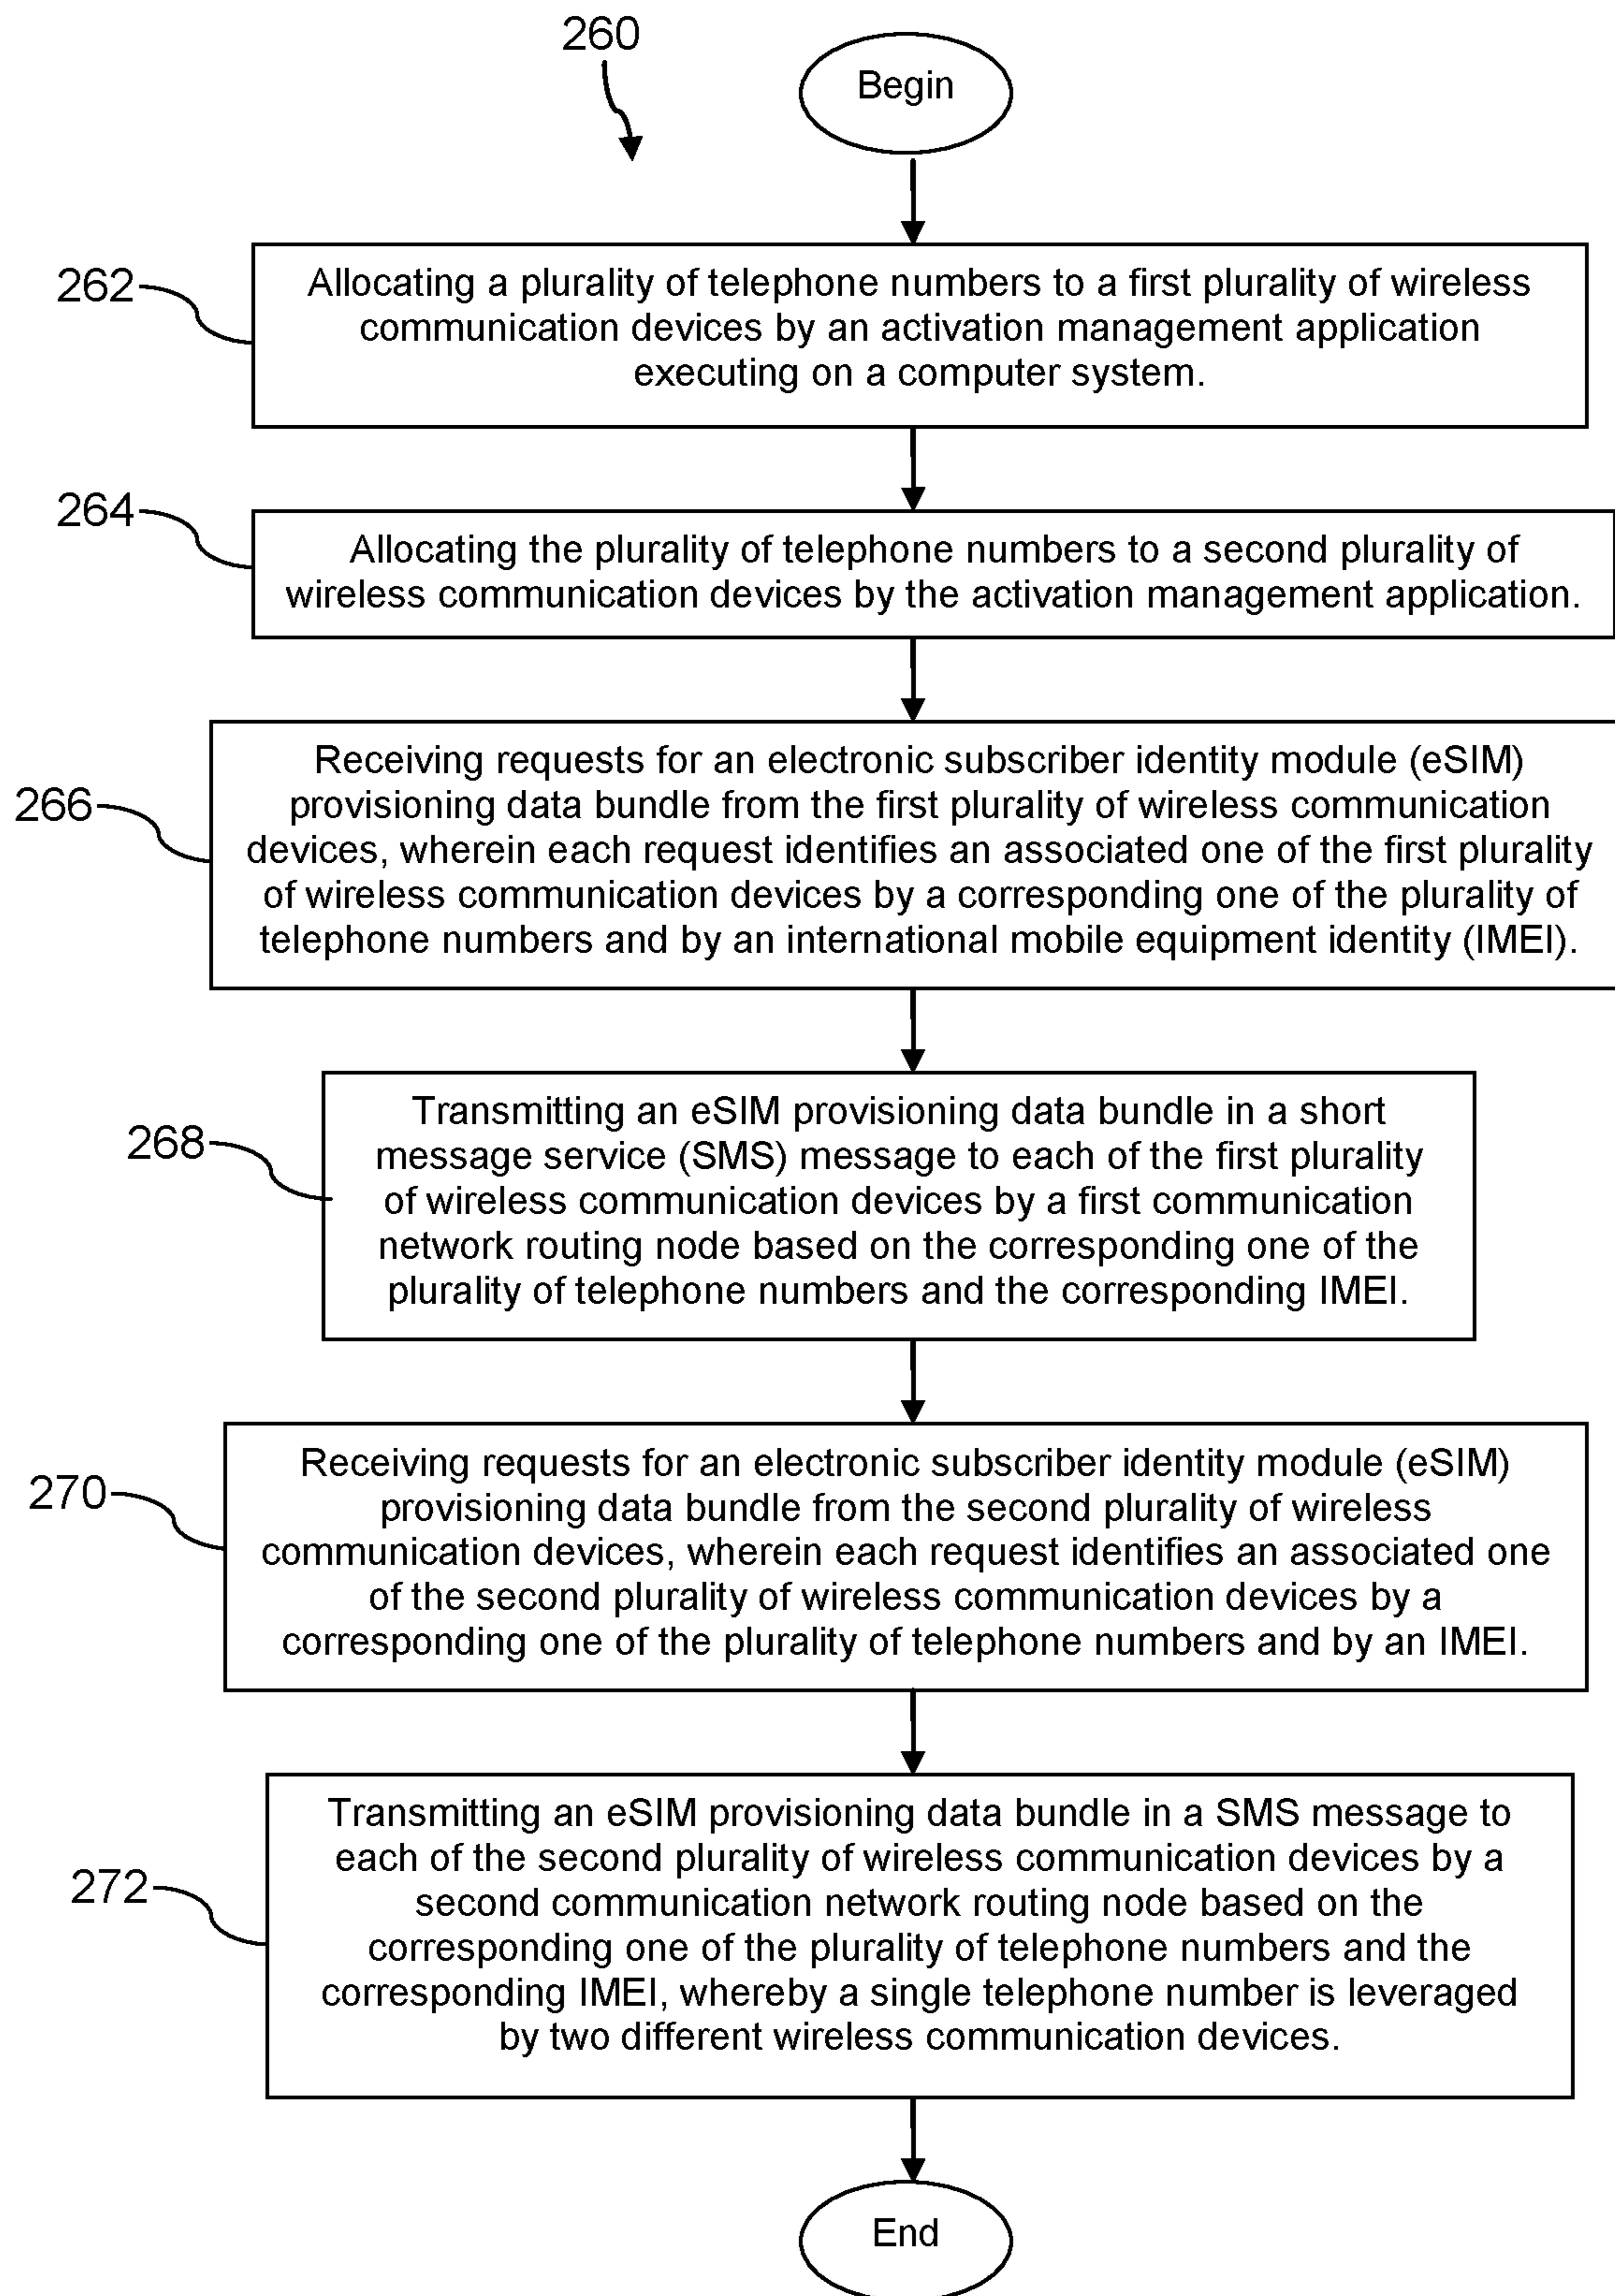 260
Begin
262
Allocating a plurality of telephone numbers to a first plurality of wireless
communication devices by an activation management application
executing on a computer system.
264
Allocating the plurality of telephone numbers to a second plurality of
wireless communication devices by the activation management application.
266
Receiving requests for an electronic subscriber identity module (eSIM)
provisioning data bundle from the first plurality of wireless communication
devices, wherein each request identifies an associated one of the first plurality
of wireless communication devices by a corresponding one of the plurality of
telephone numbers and by an international mobile equipment identity (IMEI).
268
Transmitting an eSIM provisioning data bundle in a short
message service (SMS) message to each of the first plurality
of wireless communication devices by a first communication
network routing node based on the corresponding one of the
plurality of telephone numbers and the corresponding IMEI.
270
Receiving requests for an electronic subscriber identity module (eSIM)
provisioning data bundle from the second plurality of wireless
communication devices, wherein each request identifies an associated one
of the second plurality of wireless communication devices by a
corresponding one of the plurality of telephone numbers and by an IMEI.
272
Transmitting an eSIM provisioning data bundle in a SMS message to
each of the second plurality of wireless communication devices by a
second communication network routing node based on the
corresponding one of the plurality of telephone numbers and the
corresponding IMEI, whereby a single telephone number is leveraged
by two different wireless communication devices.
End